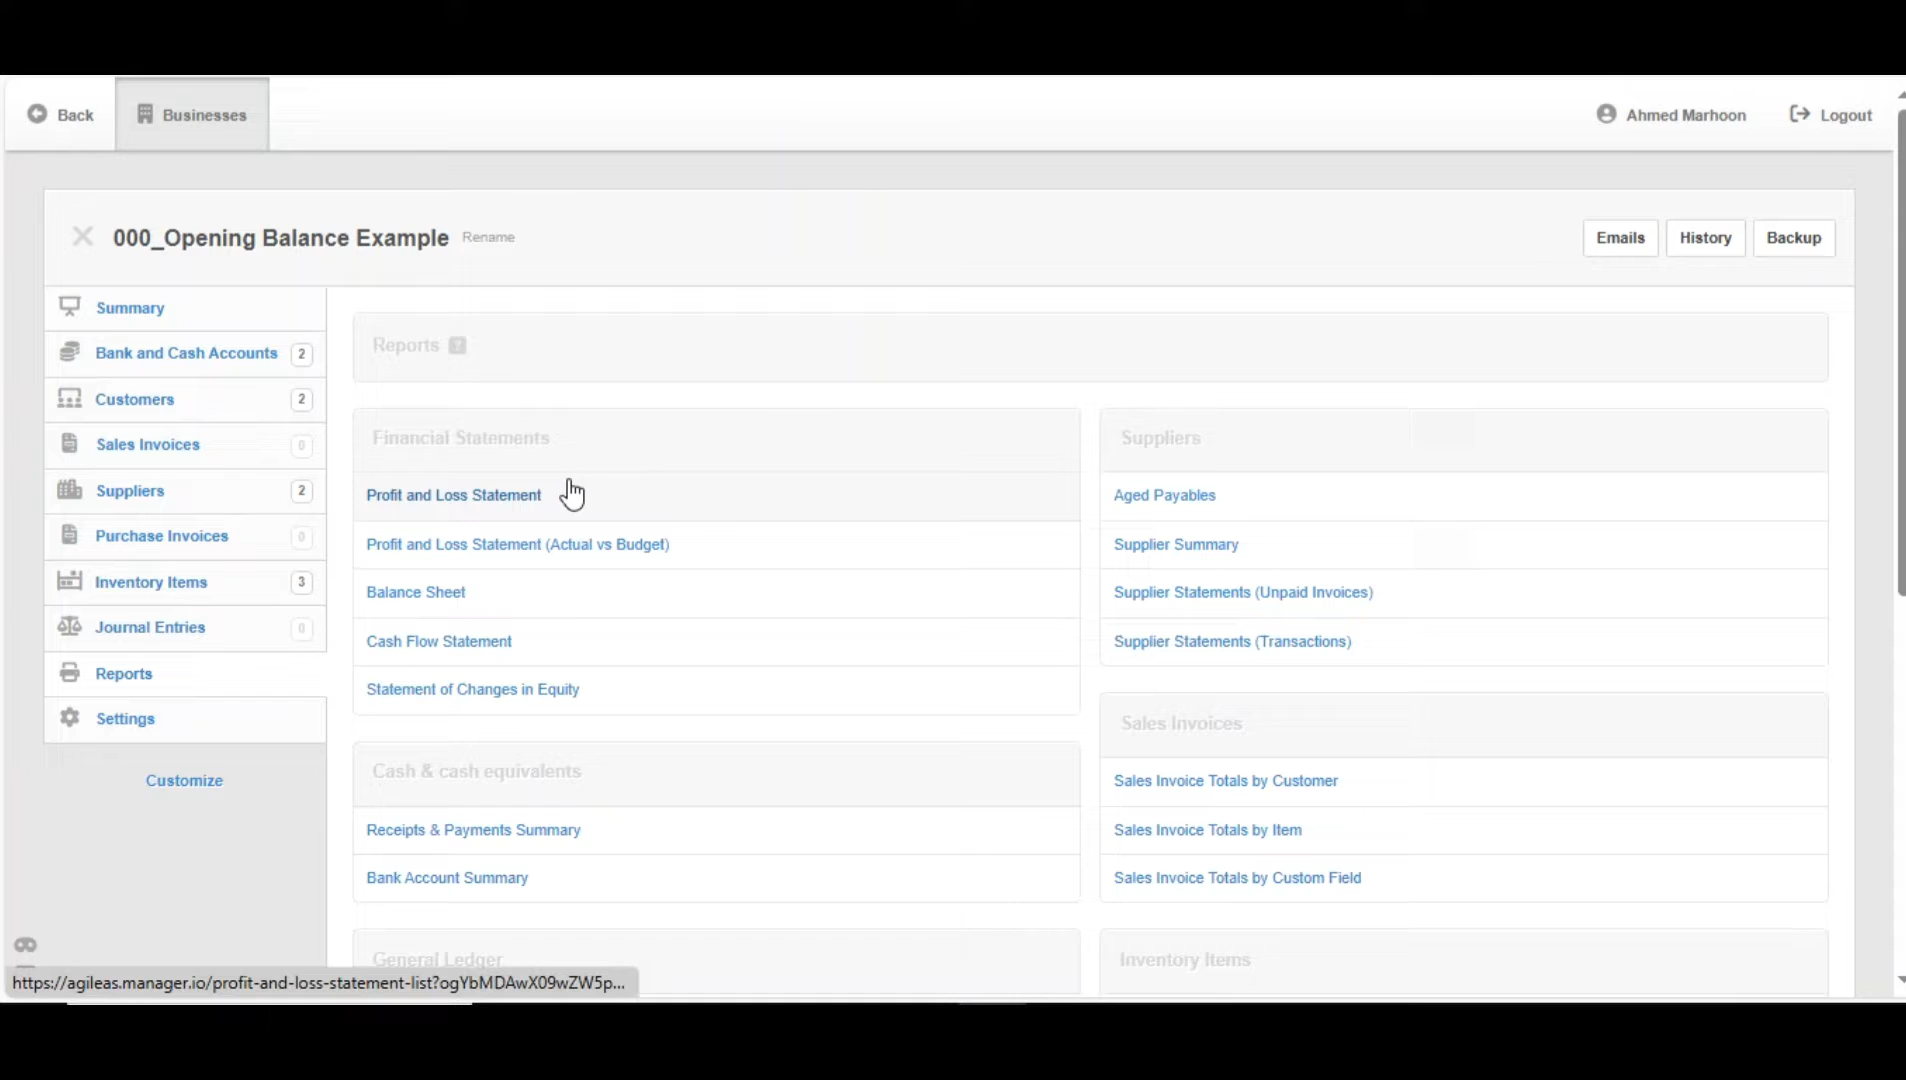 Back
Businesses
Ahmed Marhoon
Logout
000_Opening Balance Example
Rename
Emails
History
Backup
Summary
Bank and Cash Accounts 2
Customers 2
Sales Invoices 0
Suppliers 2
Purchase Invoices 0
Inventory Items 3
Journal Entries 0
Reports
Settings
Customize
Reports ?
Financial Statements
Profit and Loss Statement
Profit and Loss Statement (Actual vs Budget)
Balance Sheet
Cash Flow Statement
Statement of Changes in Equity
Cash & cash equivalents
Receipts & Payments Summary
Bank Account Summary
General Ledger
Suppliers
Aged Payables
Supplier Summary
Supplier Statements (Unpaid Invoices)
Supplier Statements (Transactions)
Sales Invoices
Sales Invoice Totals by Customer
Sales Invoice Totals by Item
Sales Invoice Totals by Custom Field
Inventory Items
https://agileas.manager.io/profit-and-loss-statement-list?ogYbMDAwX09wZW5p...